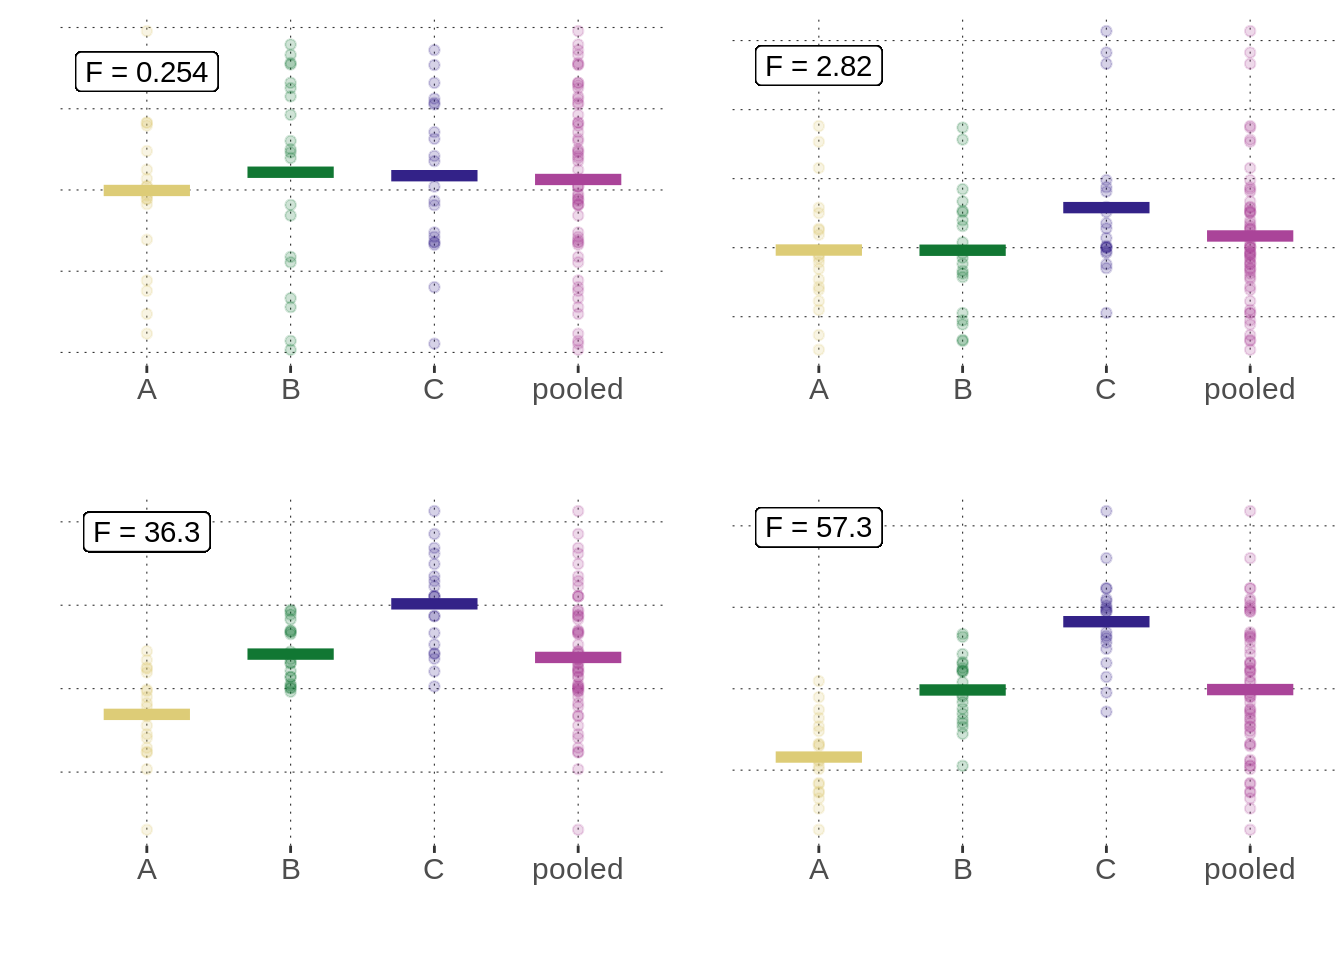 F = 0.254
A B C pooled
F = 2.82
A B C pooled
F = 36.3
A B C pooled
F = 57.3
A B C pooled